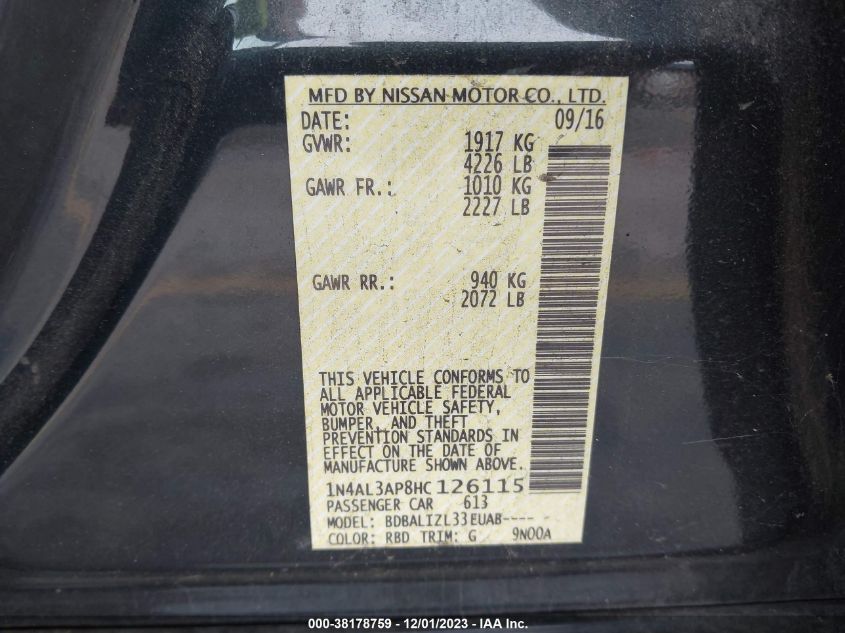 MFD BY NISSAN MOTOR CO., LTD.
DATE: 09/16
GVWR: 1917 KG
4226 LB
GAWR FR.: 1010 KG
2227 LB
GAWR RR.: 940 KG
2072 LB
THIS VEHICLE CONFORMS TO
ALL APPLICABLE FEDERAL
MOTOR VEHICLE SAFETY,
BUMPER, AND THEFT
PREVENTION STANDARDS IN
EFFECT ON THE DATE OF
MANUFACTURE SHOWN ABOVE.
1N4AL3AP8HC126115
PASSENGER CAR 613
MODEL: BDBALIZL33EUAB-----
COLOR: RBD TRIM: G 9N00A
000-38178759 - 12/01/2023 - IAA Inc.